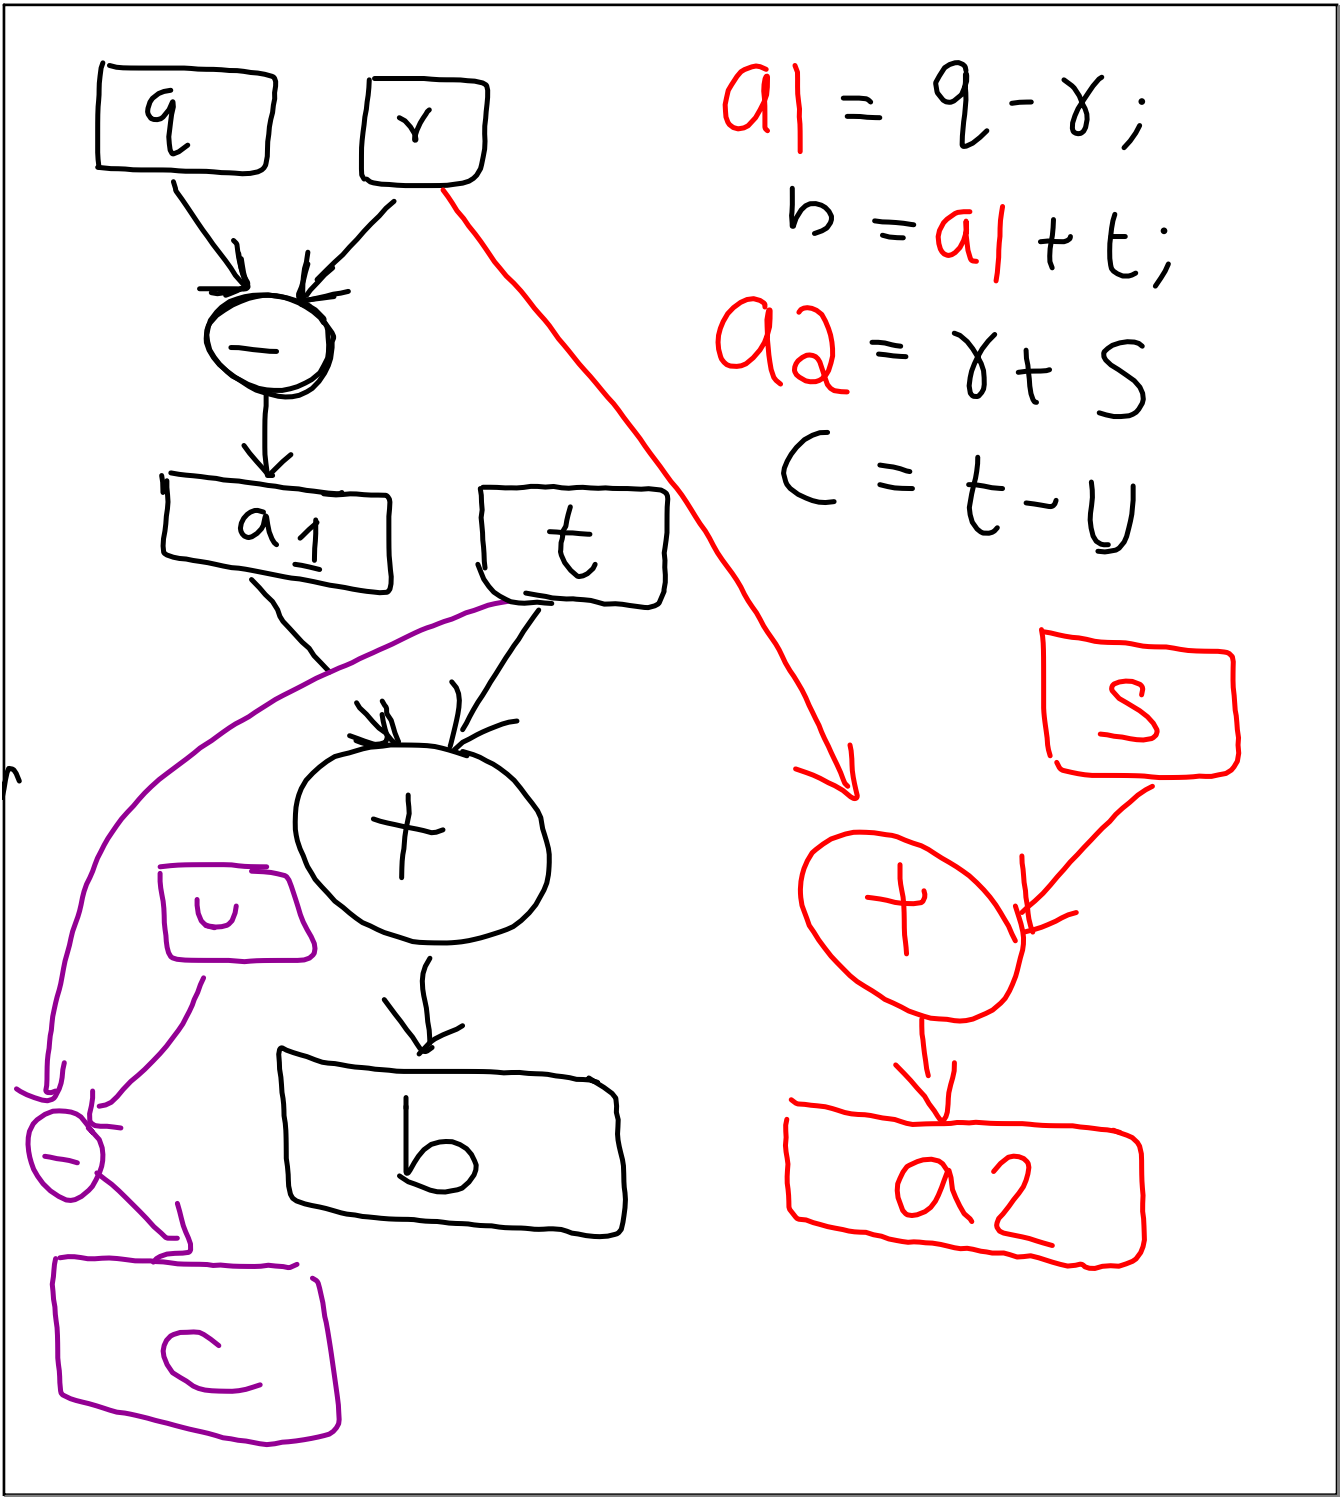 q r
a1 = q - r;
b = a1 + t;
a2 = r + s
c = t - u
-
a1 t
s
+
u
+
-
b
a2
c